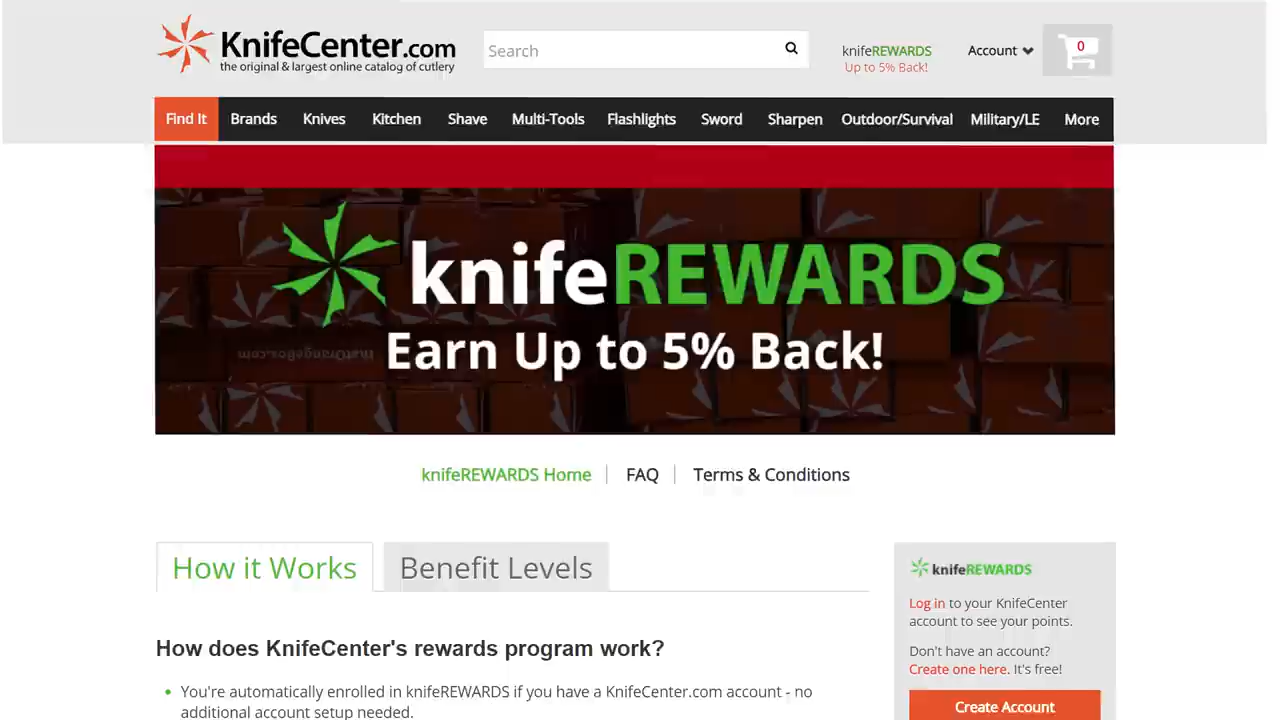 KnifeCenter.com
the original & largest online catalog of cutlery
Search
knifeREWARDS
Up to 5% Back!
Account
0
Find It Brands Knives Kitchen Shave Multi-Tools Flashlights Sword Sharpen Outdoor/Survival Military/LE More
knifeREWARDS
Earn Up to 5% Back!
knifeREWARDS Home FAQ Terms & Conditions
How it Works Benefit Levels
How does KnifeCenter's rewards program work?
You're automatically enrolled in knifeREWARDS if you have a KnifeCenter.com account - no
additional account setup needed.
knifeREWARDS
Log in to your KnifeCenter
account to see your points.
Don't have an account?
Create one here. It's free!
Create Account